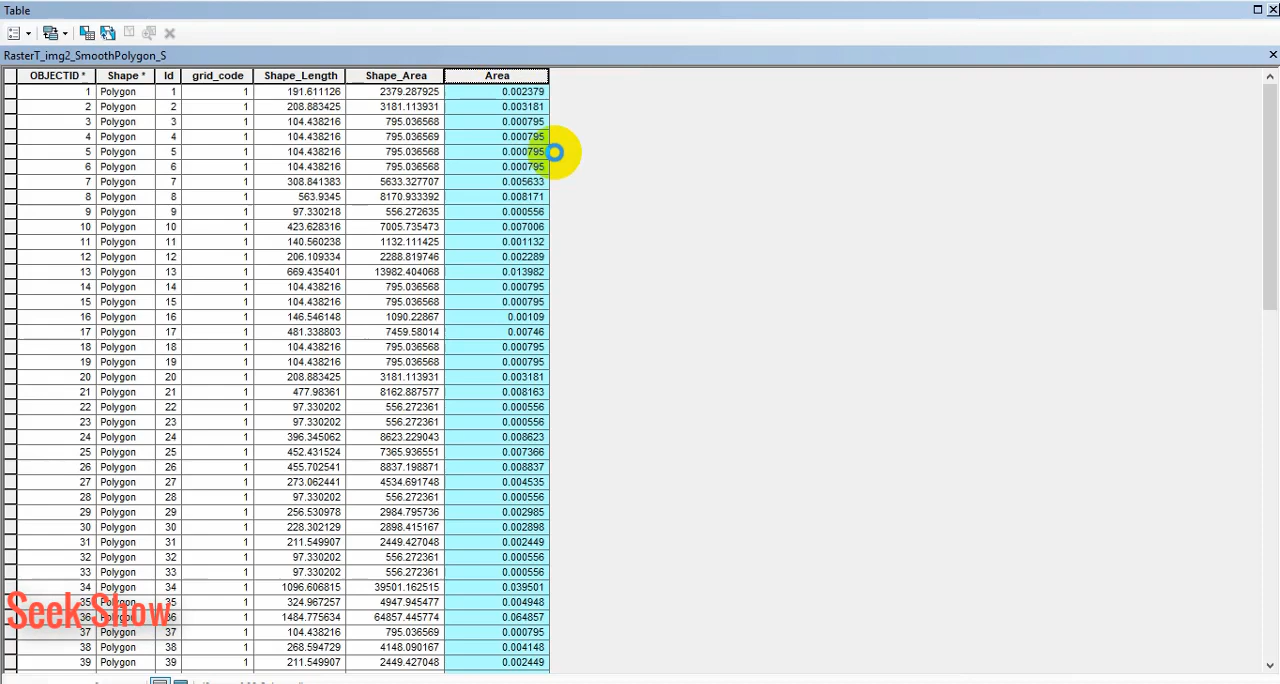 Table
RasterT_img2_SmoothPolygon_S
OBJECTID * Shape * Id grid_code Shape_Length Shape_Area Area
1 Polygon 1 1 191.611126 2379.287925 0.002379
2 Polygon 2 1 208.883425 3181.113931 0.003181
3 Polygon 3 1 104.438216 795.036568 0.000795
4 Polygon 4 1 104.438216 795.036569 0.000795
5 Polygon 5 1 104.438216 795.036568 0.000795
6 Polygon 6 1 104.438216 795.036568 0.000795
7 Polygon 7 1 308.841383 5633.327707 0.005633
8 Polygon 8 1 563.9345 8170.933392 0.008171
9 Polygon 9 1 97.330218 556.272635 0.000556
10 Polygon 10 1 423.628316 7005.735473 0.007006
11 Polygon 11 1 140.560238 1132.111425 0.001132
12 Polygon 12 1 206.109334 2288.819746 0.002289
13 Polygon 13 1 669.435401 13982.404068 0.013982
14 Polygon 14 1 104.438216 795.036568 0.000795
15 Polygon 15 1 104.438216 795.036568 0.000795
16 Polygon 16 1 146.546148 1090.22867 0.00109
17 Polygon 17 1 481.338803 7459.58014 0.00746
18 Polygon 18 1 104.438216 795.036568 0.000795
19 Polygon 19 1 104.438216 795.036568 0.000795
20 Polygon 20 1 208.883425 3181.113931 0.003181
21 Polygon 21 1 477.98361 8162.887577 0.008163
22 Polygon 22 1 97.330202 556.272361 0.000556
23 Polygon 23 1 97.330202 556.272361 0.000556
24 Polygon 24 1 396.345062 8623.229043 0.008623
25 Polygon 25 1 452.431524 7365.936551 0.007366
26 Polygon 26 1 455.702541 8837.198871 0.008837
27 Polygon 27 1 273.062441 4534.691748 0.004535
28 Polygon 28 1 97.330202 556.272361 0.000556
29 Polygon 29 1 256.530978 2984.795736 0.002985
30 Polygon 30 1 228.302129 2898.415167 0.002898
31 Polygon 31 1 211.549907 2449.427048 0.002449
32 Polygon 32 1 97.330202 556.272361 0.000556
33 Polygon 33 1 97.330202 556.272361 0.000556
34 Polygon 34 1 1096.606815 39501.162515 0.039501
35 Polygon 35 1 324.967257 4947.945477 0.004948
36 Polygon 36 1 1484.775634 64857.445774 0.064857
37 Polygon 37 1 104.438216 795.036569 0.000795
38 Polygon 38 1 268.594729 4148.090167 0.004148
39 Polygon 39 1 211.549907 2449.427048 0.002449
Seek Show